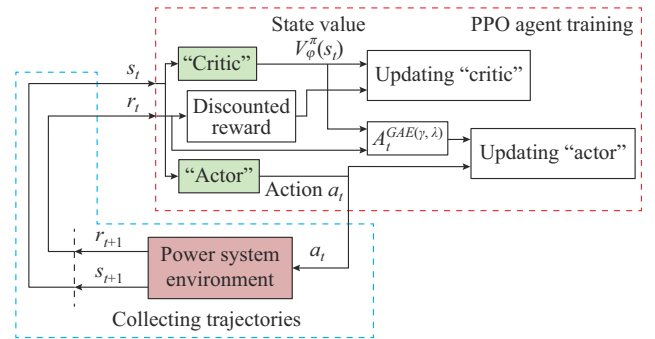 State value
PPO agent training
s_t
"Critic"
V_φ^π(s_t)
Updating "critic"
r_t
Discounted
reward
A_t^{GAE(γ, λ)}
Updating "actor"
"Actor"
Action a_t
r_{t+1}
Power system
environment
a_t
s_{t+1}
Collecting trajectories